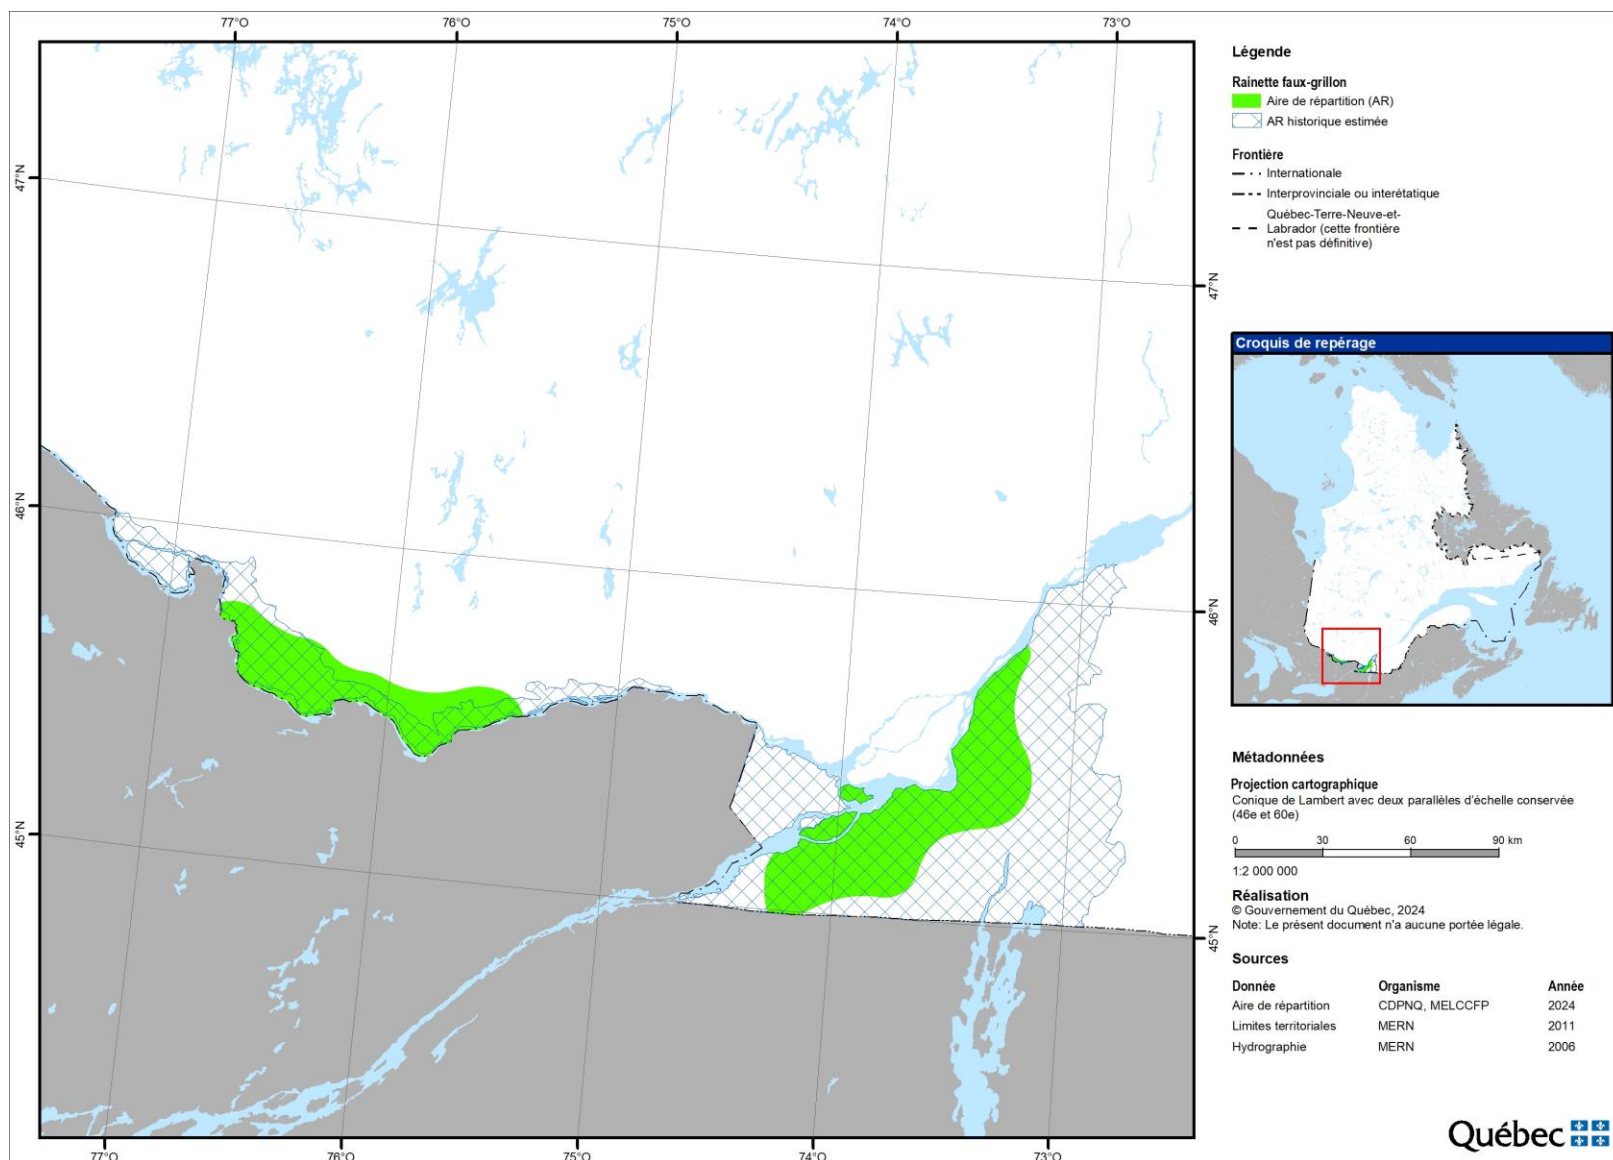 77°O 76°O 75°O 74°O 73°O
47°N
46°N
45°N
47°N
46°N
45°N
77°O 76°O 75°O 74°O 73°O
Légende
Rainette faux-grillon
Aire de répartition (AR)
AR historique estimée
Frontière
Internationale
Interprovinciale ou interétatique
Québec-Terre-Neuve-et-
Labrador (cette frontière
n'est pas définitive)
Croquis de repérage
Métadonnées
Projection cartographique
Conique de Lambert avec deux parallèles d'échelle conservée
(46e et 60e)
0 30 60 90 km
1:2 000 000
Réalisation
© Gouvernement du Québec, 2024
Note: Le présent document n'a aucune portée légale.
Sources
Donnée Organisme Année
Aire de répartition CDPNQ, MELCCFP 2024
Limites territoriales MERN 2011
Hydrographie MERN 2006
Québec